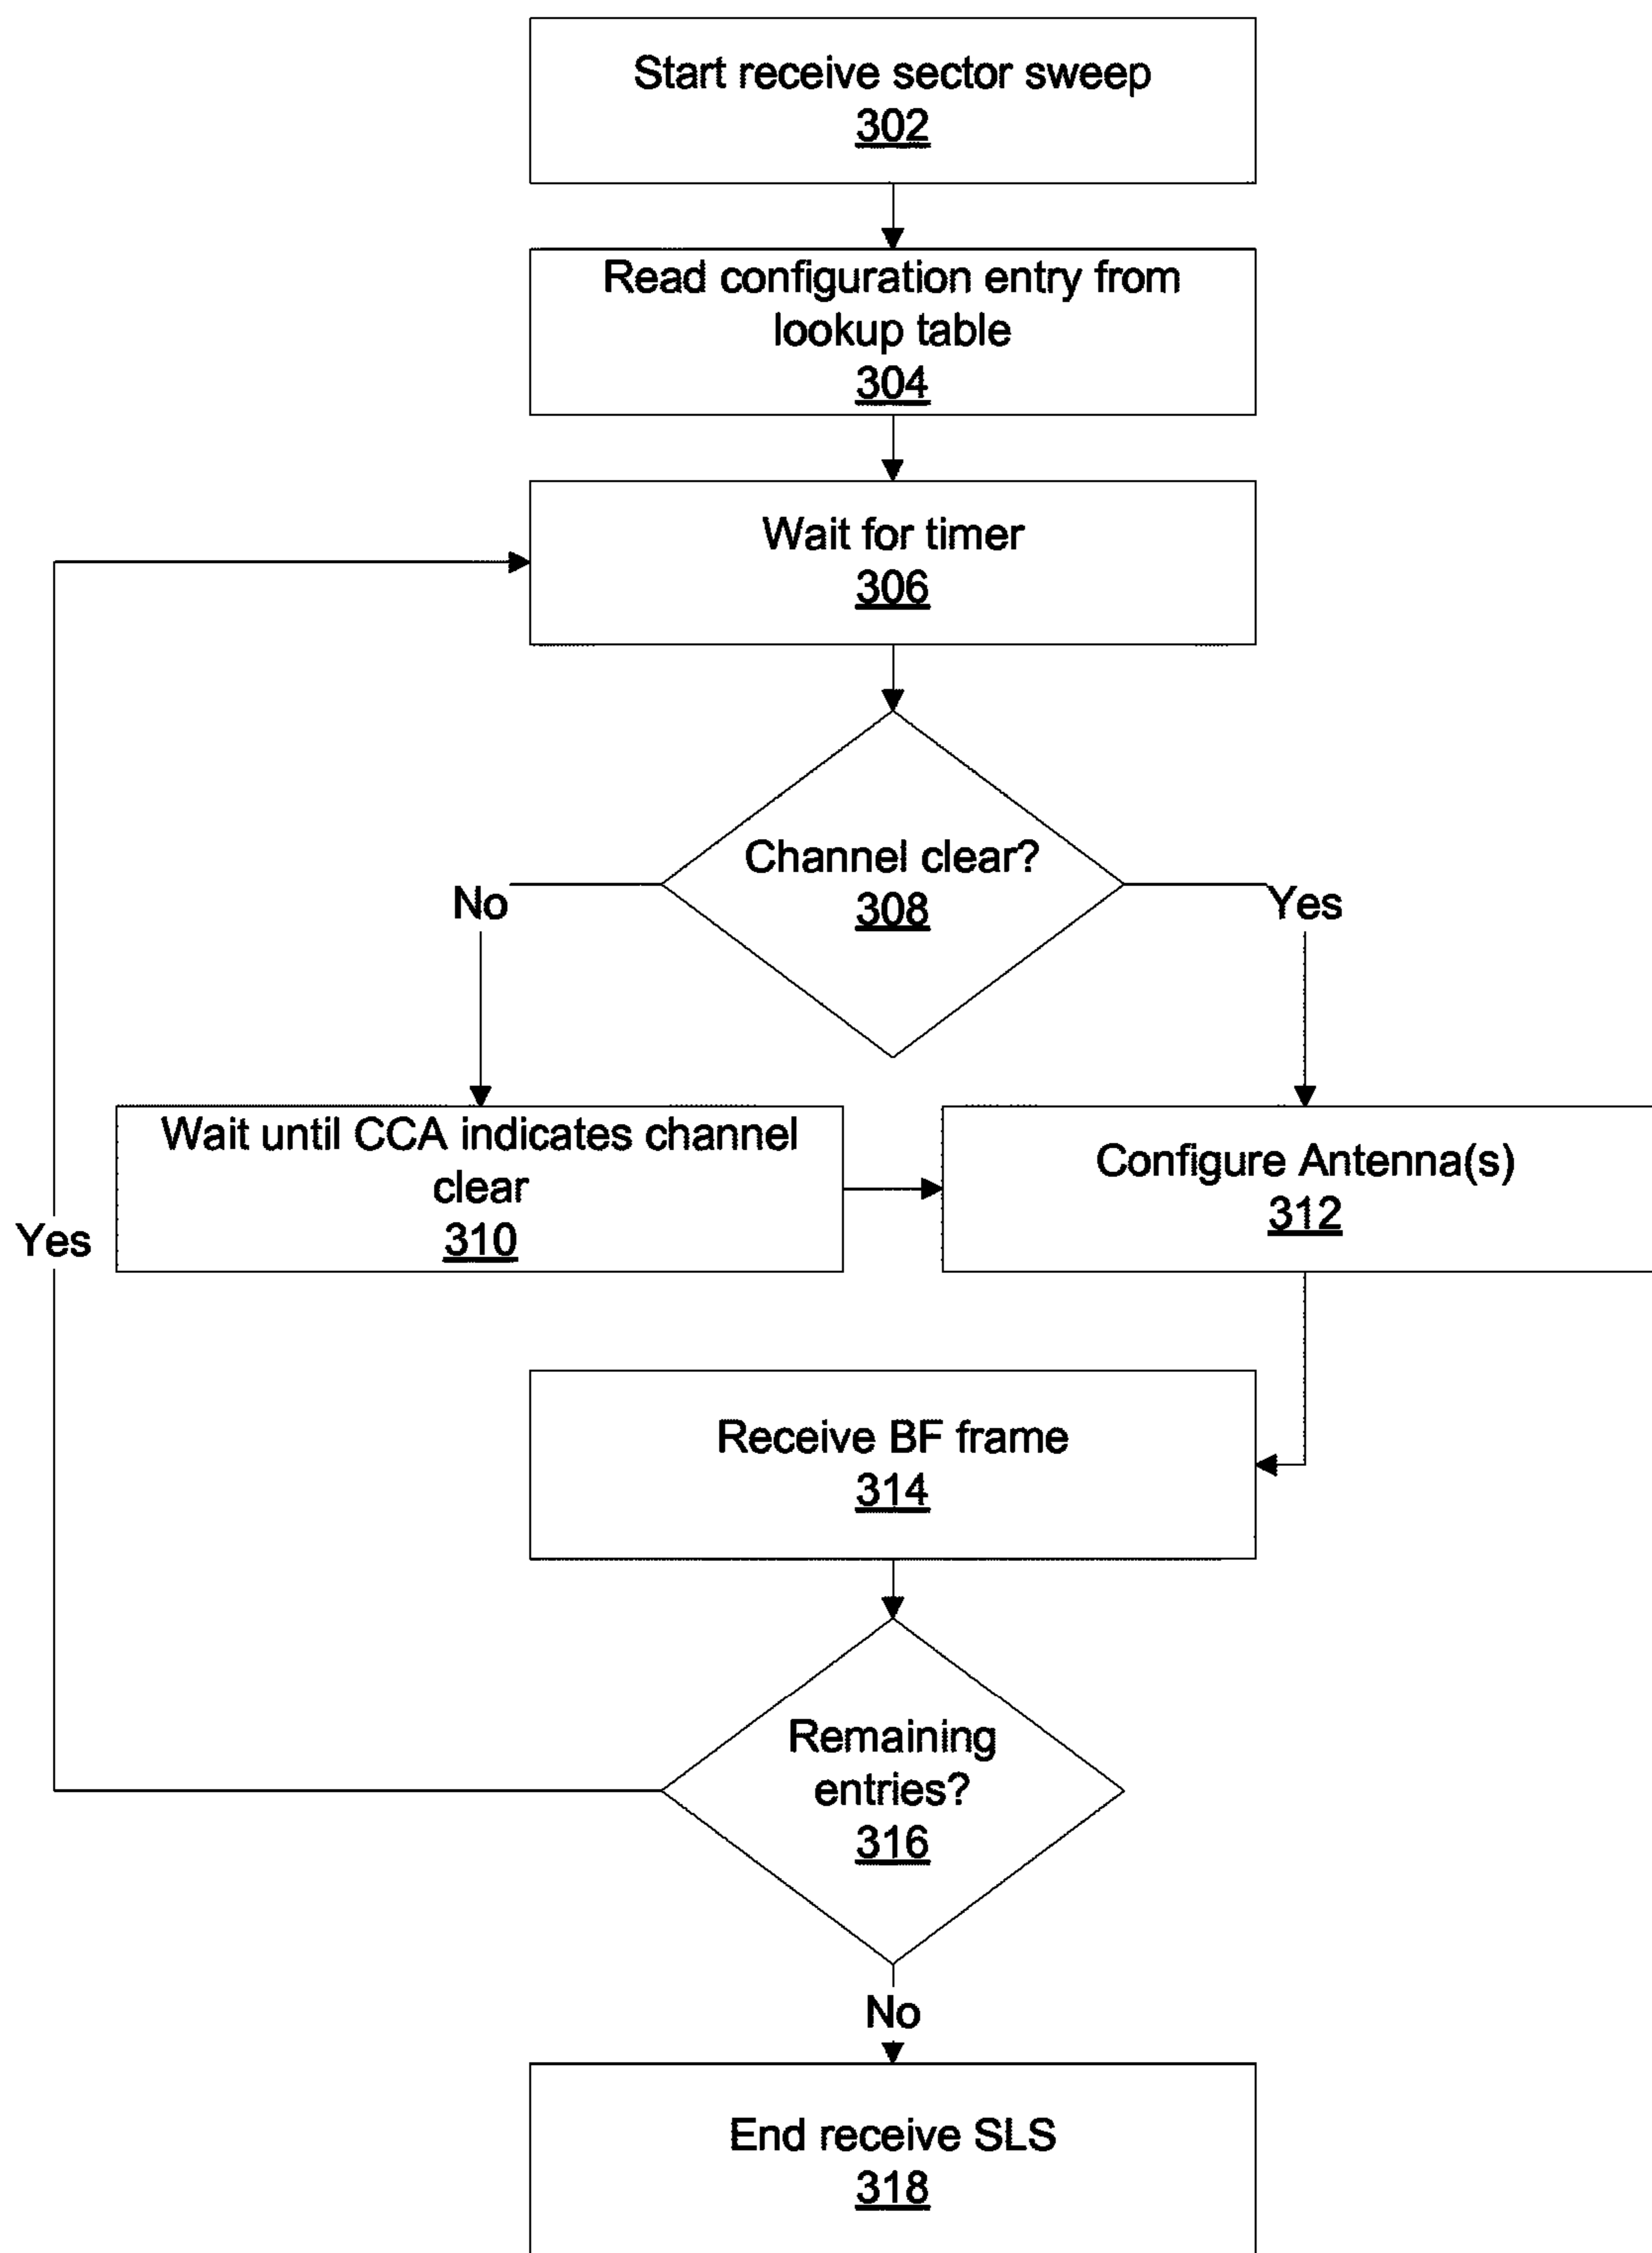 Start receive sector sweep
302
Read configuration entry from
lookup table
304
Wait for timer
306
Channel clear?
308
No
Yes
Wait until CCA indicates channel
clear
310
Configure Antenna(s)
312
Yes
Receive BF frame
314
Remaining
entries?
316
No
End receive SLS
318